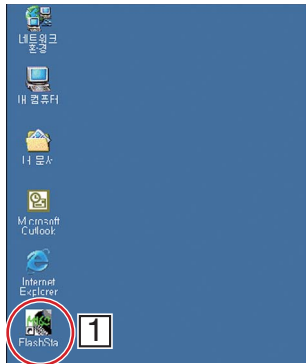 네트워크
환경
내 컴퓨터
내 문서
Microsoft
Outlook
Internet
Explorer
FlashSta
1